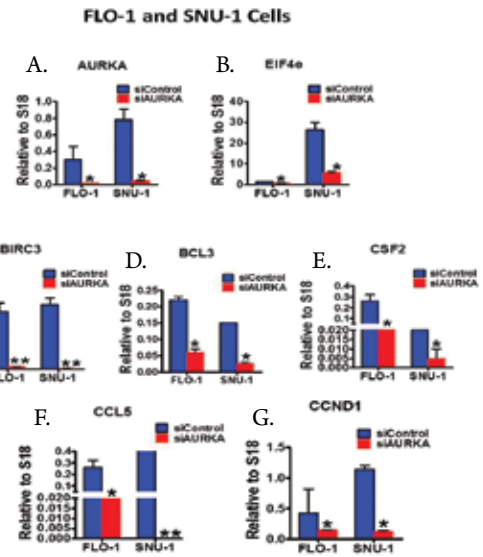 FLO-1 and SNU-1 Cells
A. AURKA
siControl
siAURKA
Relative to S18
1.0
0.8
0.6
0.4
0.2
0.0
* *
FLO-1 SNU-1
B. EIF4e
siControl
siAURKA
Relative to S18
40
30
20
10
0
* *
FLO-1 SNU-1
BIRC3
siControl
siAURKA
** **
LO-1 SNU-1
D. BCL3
siControl
siAURKA
Relative to S18
0.25
0.20
0.15
0.10
0.05
0.00
* *
FLO-1 SNU-1
E. CSF2
siControl
siAURKA
Relative to S18
0.4
0.3
0.2
0.1
0.020
0.015
0.010
0.005
0.000
* *
FLO-1 SNU-1
F. CCL5
siControl
siAURKA
Relative to S18
0.4
0.3
0.2
0.1
0.020
0.015
0.010
0.005
0.000
* **
FLO-1 SNU-1
G. CCND1
siControl
siAURKA
Relative to S18
1.5
1.0
0.5
0.0
* *
FLO-1 SNU-1